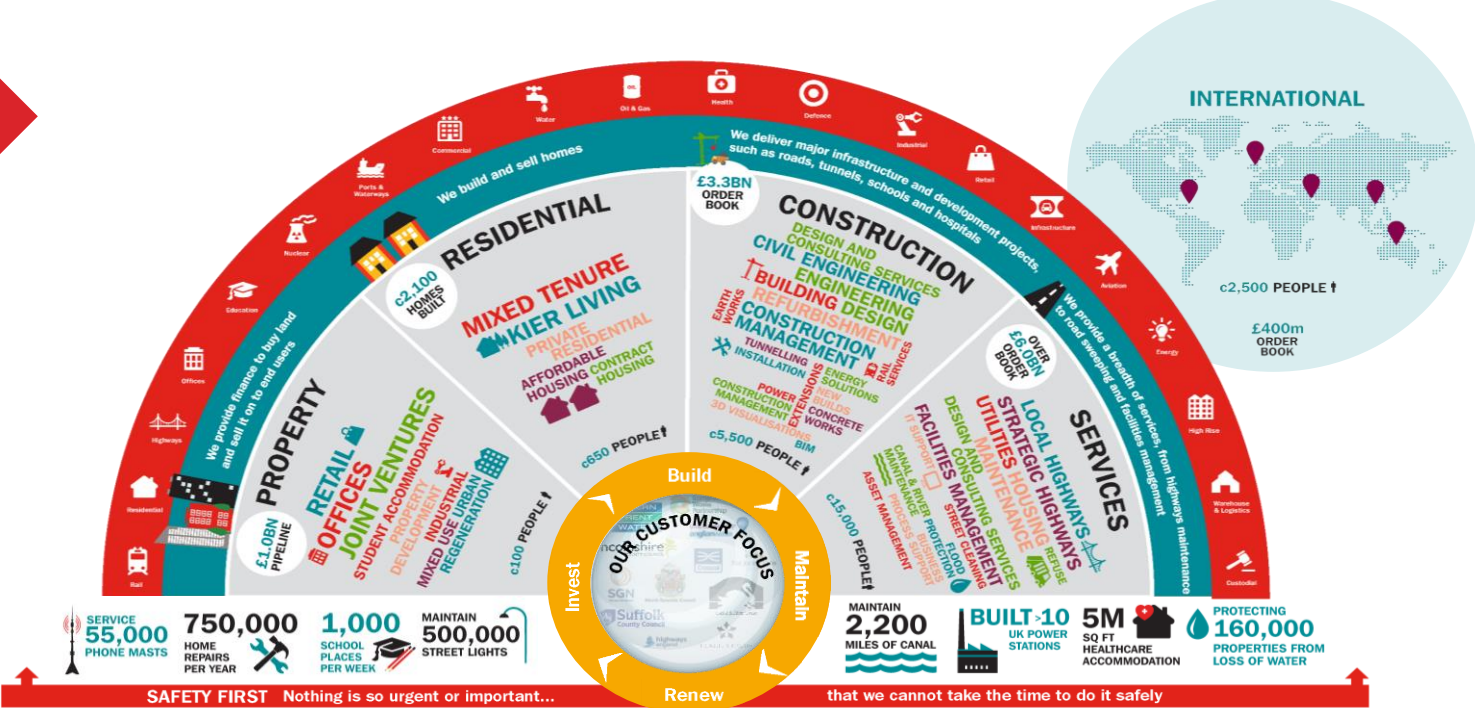 Rail
Residential
Highways
Offices
Education
Nuclear
Ports &
Waterways
Commercial
Water
OIL
Oil & Gas
Health
Defence
Industrial
Retail
Infrastructure
Aviation
Energy
High Rise
Warehouse
& Logistics
Custodial
We provide finance to buy land
and sell it on to end users
We build and sell homes
We deliver major infrastructure and development projects,
such as roads, tunnels, schools and hospitals
We provide a breadth of services, from highways maintenance
to road sweeping and facilities management
PROPERTY
£1.0BN
PIPELINE
RETAIL
OFFICES
JOINT VENTURES
STUDENT ACCOMMODATION
PROPERTY
DEVELOPMENT
INDUSTRIAL
MIXED USE URBAN
REGENERATION
c100 PEOPLE
RESIDENTIAL
c2,100
HOMES
BUILT
MIXED TENURE
KIER LIVING
PRIVATE
RESIDENTIAL
AFFORDABLE
HOUSING
CONTRACT
HOUSING
c650 PEOPLE
CONSTRUCTION
£3.3BN
ORDER
BOOK
DESIGN AND
CONSULTING SERVICES
CIVIL ENGINEERING
ENGINEERING
DESIGN
BUILDING
REFURBISHMENT
EARTH
WORKS
CONSTRUCTION
MANAGEMENT
TUNNELLING
INSTALLATION
RAIL
SERVICES
ENERGY
SOLUTIONS
EXTENSIONS
NEW
BUILDS
POWER
CONSTRUCTION
MANAGEMENT
CONCRETE
WORKS
3D VISUALISATIONS
BIM
c5,500 PEOPLE
SERVICES
OVER
£6.0BN
ORDER
BOOK
LOCAL HIGHWAYS
STRATEGIC HIGHWAYS
UTILITIES
HOUSING
MAINTENANCE
REFUSE
DESIGN AND
CONSULTING SERVICES
FACILITIES MANAGEMENT
IT SUPPORT
STREET CLEANING
FLOOD
PROTECTION
CANAL & RIVER
MAINTENANCE
BUSINESS
PROCESS SUPPORT
ASSET MANAGEMENT
c15,000 PEOPLE
INTERNATIONAL
c2,500 PEOPLE
£400m
ORDER
BOOK
Build
Maintain
Renew
Invest
OUR CUSTOMER FOCUS
SGN
Suffolk
County Council
highways
SERVICE
55,000
PHONE MASTS
750,000
HOME
REPAIRS
PER YEAR
1,000
SCHOOL
PLACES
PER WEEK
MAINTAIN
500,000
STREET LIGHTS
MAINTAIN
2,200
MILES OF CANAL
BUILT >10
UK POWER
STATIONS
5M
SQ FT
HEALTHCARE
ACCOMMODATION
PROTECTING
160,000
PROPERTIES FROM
LOSS OF WATER
SAFETY FIRST Nothing is so urgent or important...
that we cannot take the time to do it safely